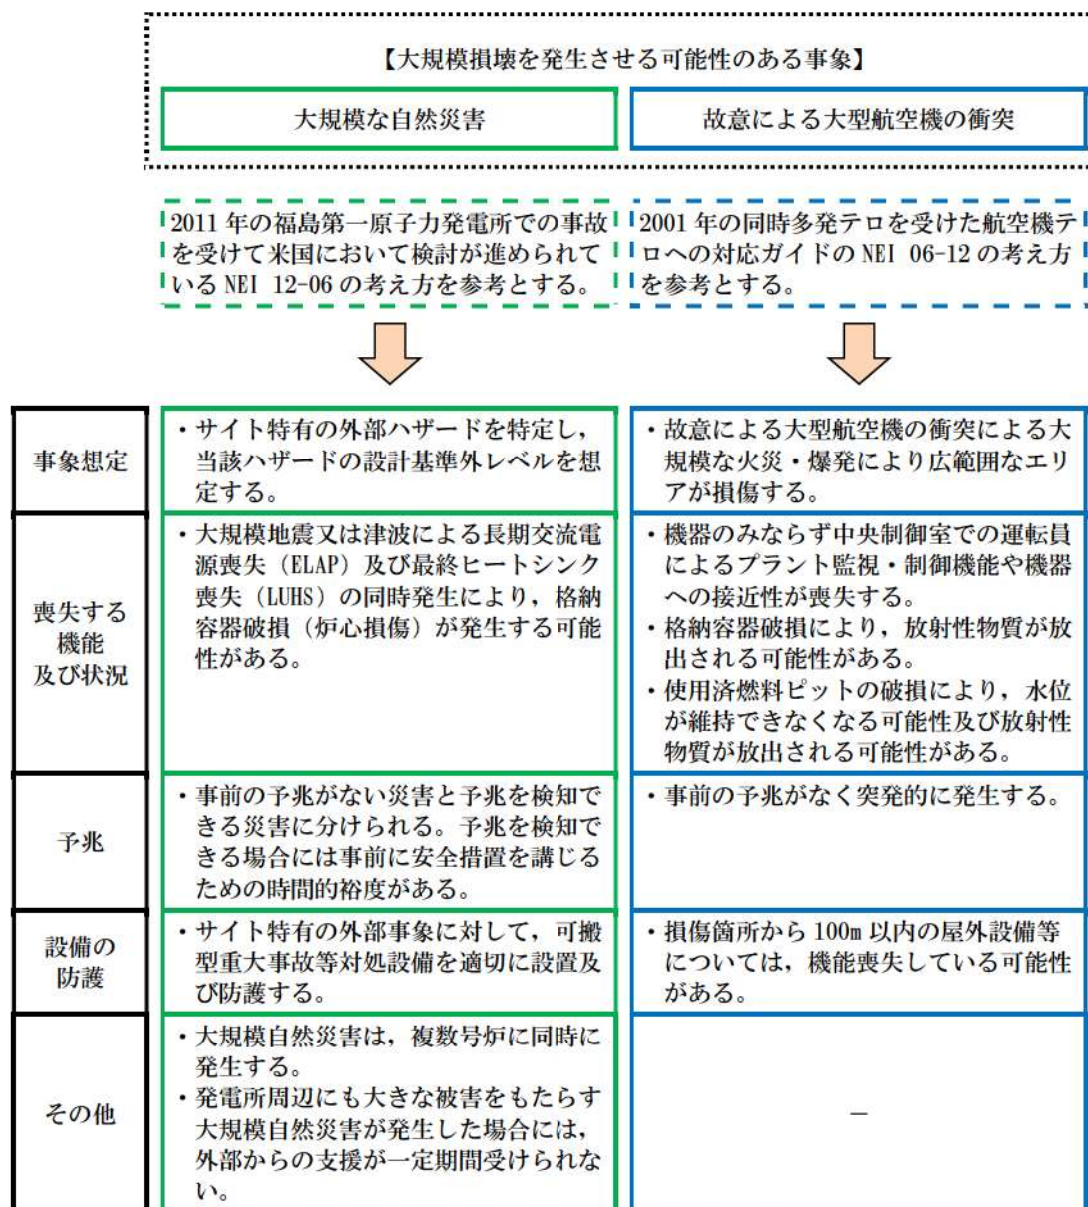 【大規模損壊を発生させる可能性のある事象】
大規模な自然災害
故意による大型航空機の衝突
2011 年の福島第一原子力発電所での事故
を受けて米国において検討が進められて
いる NEI 12-06 の考え方を参考とする。
2001 年の同時多発テロを受けた航空機テ
ロへの対応ガイドの NEI 06-12 の考え方
を参考とする。
事象想定
・サイト特有の外部ハザードを特定し，
当該ハザードの設計基準外レベルを想
定する。
・故意による大型航空機の衝突による大
規模な火災・爆発により広範囲なエリ
アが損傷する。
喪失する
機能
及び状況
・大規模地震又は津波による長期交流電
源喪失（ELAP）及び最終ヒートシンク
喪失（LUHS）の同時発生により，格納
容器破損（炉心損傷）が発生する可能
性がある。
・機器のみならず中央制御室での運転員
によるプラント監視・制御機能や機器
への接近性が喪失する。
・格納容器破損により，放射性物質が放
出される可能性がある。
・使用済燃料ピットの破損により，水位
が維持できなくなる可能性及び放射性
物質が放出される可能性がある。
予兆
・事前の予兆がない災害と予兆を検知で
きる災害に分けられる。予兆を検知で
きる場合には事前に安全措置を講じる
ための時間的裕度がある。
・事前の予兆がなく突発的に発生する。
設備の
防護
・サイト特有の外部事象に対して，可搬
型重大事故等対処設備を適切に設置及
び防護する。
・損傷箇所から 100m 以内の屋外設備等
については，機能喪失している可能性
がある。
その他
・大規模自然災害は，複数号炉に同時に
発生する。
・発電所周辺にも大きな被害をもたらす
大規模自然災害が発生した場合には，
外部からの支援が一定期間受けられな
い。
－